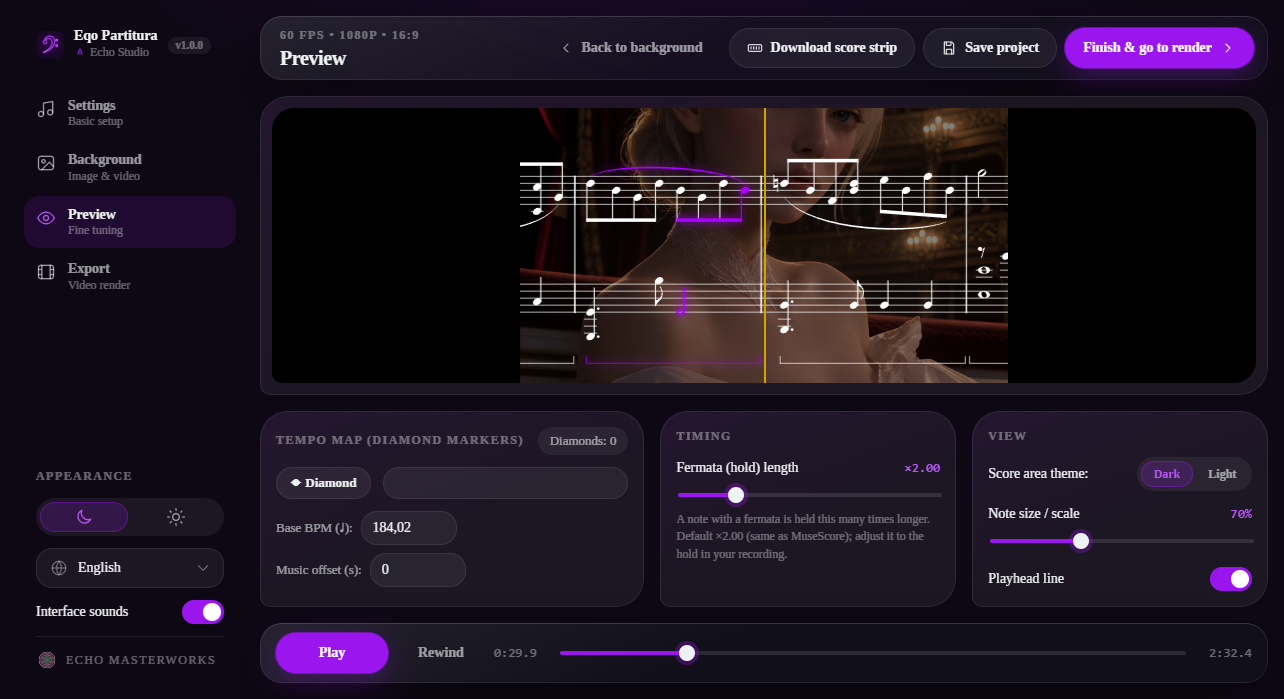 Eqo Partitura
Echo Studio
v1.0.0
Settings
Basic setup
Background
Image & video
Preview
Fine tuning
Export
Video render
APPEARANCE
English
Interface sounds
ECHO MASTERWORKS
60 FPS • 1080P • 16:9
Preview
Back to background
Download score strip
Save project
Finish & go to render
TEMPO MAP (DIAMOND MARKERS)
Diamonds: 0
Diamond
Base BPM (♩):
184,02
Music offset (s):
0
TIMING
Fermata (hold) length
×2.00
A note with a fermata is held this many times longer.
Default ×2.00 (same as MuseScore); adjust it to the
hold in your recording.
VIEW
Score area theme:
Dark
Light
Note size / scale
70%
Playhead line
Play
Rewind
0:29.9
2:32.4